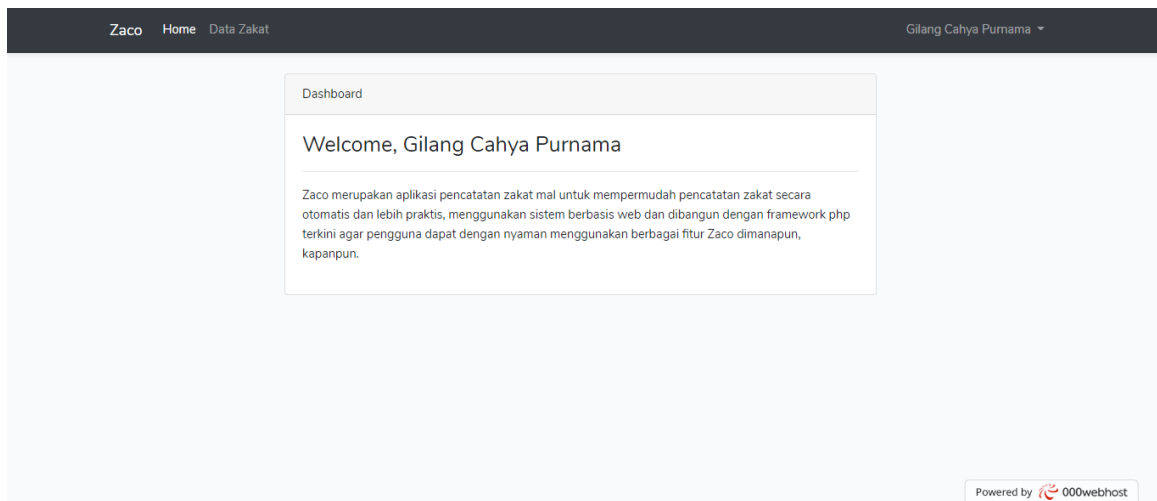 Zaco Home Data Zakat Gilang Cahya Purnama
Dashboard
Welcome, Gilang Cahya Purnama
Zaco merupakan aplikasi pencatatan zakat mal untuk mempermudah pencatatan zakat secara
otomatis dan lebih praktis, menggunakan sistem berbasis web dan dibangun dengan framework php
terkini agar pengguna dapat dengan nyaman menggunakan berbagai fitur Zaco dimanapun,
kapanpun.
Powered by 000webhost